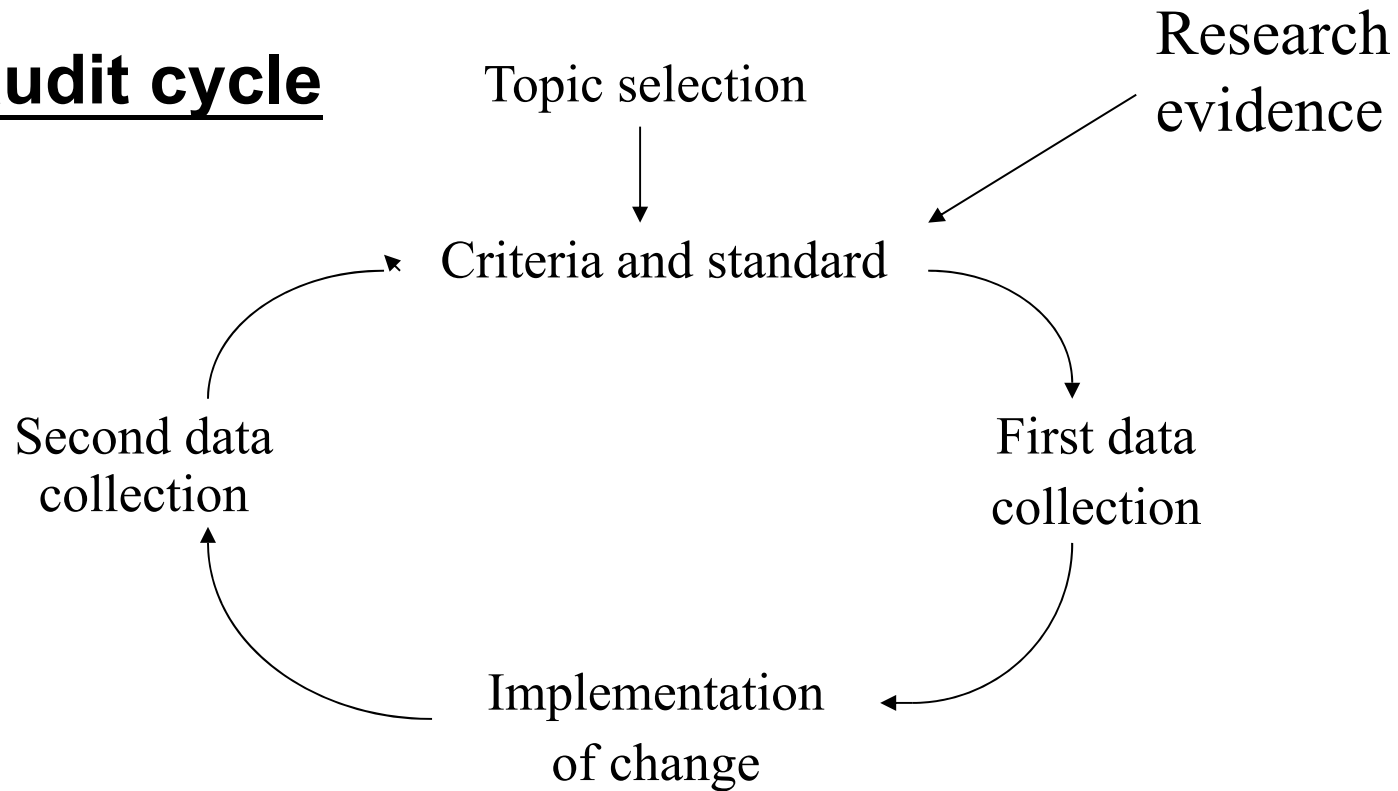 udit cycle
Topic selection
Research
evidence
Criteria and standard
Second data
collection
First data
collection
Implementation
of change